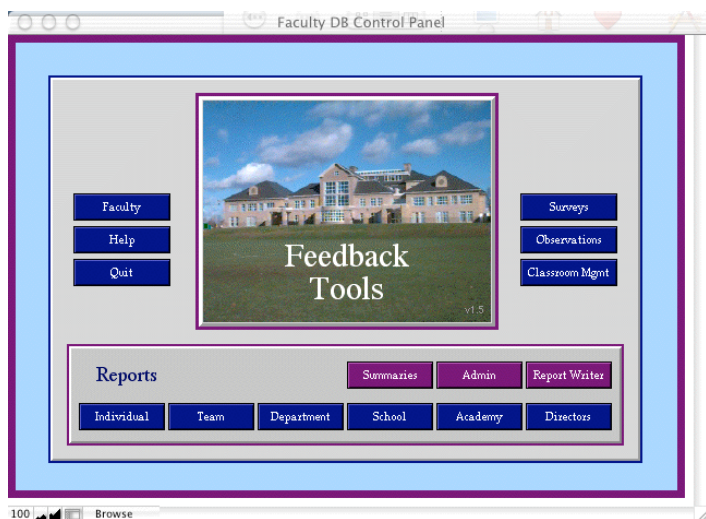 Faculty DB Control Panel
Feedback
Tools
v1.5
Faculty
Help
Quit
Surveys
Observations
Classroom Mgmt
Reports
Summaries
Admin
Report Writer
Individual
Team
Department
School
Academy
Directors
100
Browse